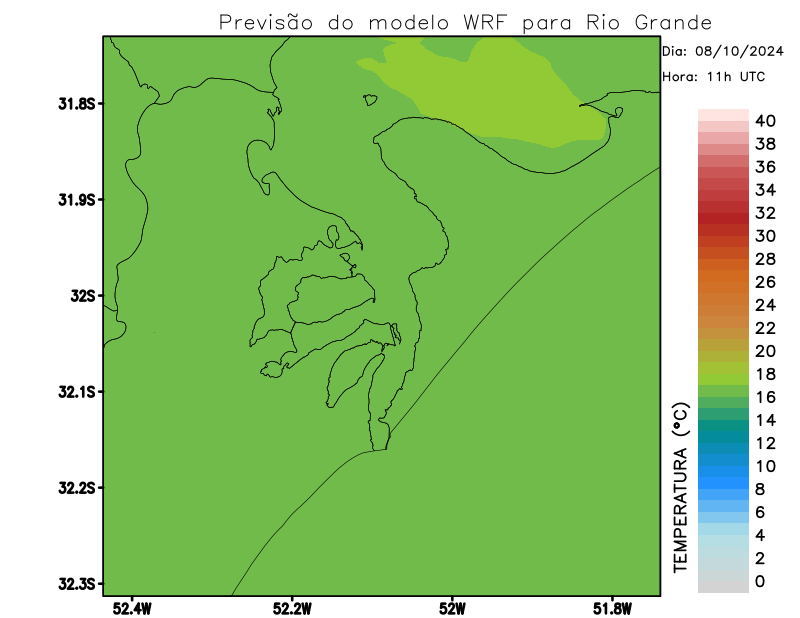 Previsão do modelo WRF para Rio Grande
Dia: 08/10/2024
Hora: 11h UTC
31.8S
31.9S
32S
32.1S
32.2S
32.3S
52.4W
52.2W
52W
51.8W
TEMPERATURA (°C)
40
38
36
34
32
30
28
26
24
22
20
18
16
14
12
10
8
6
4
2
0